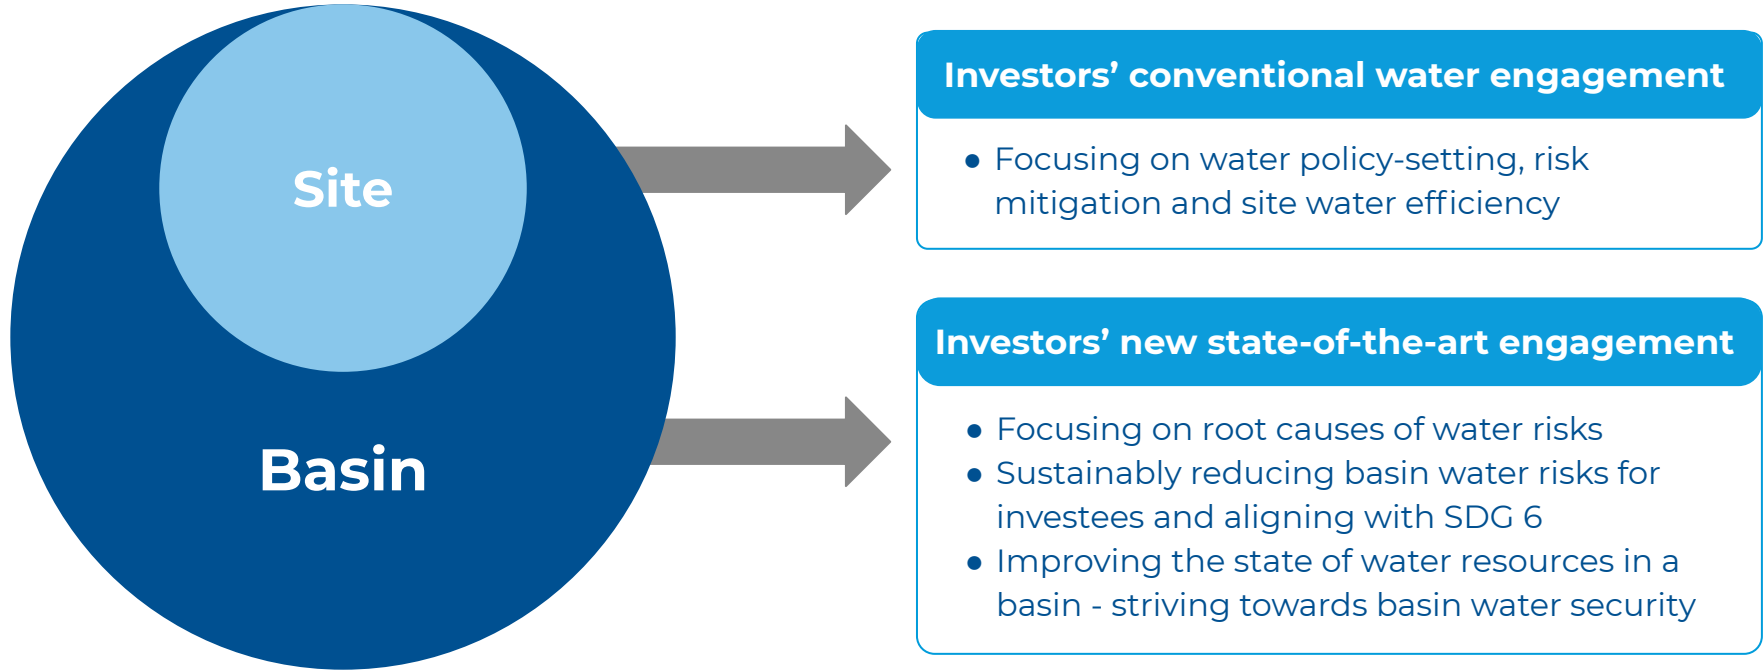 Site
Basin
Investors’ conventional water engagement
● Focusing on water policy-setting, risk
mitigation and site water efficiency
Investors’ new state-of-the-art engagement
● Focusing on root causes of water risks
● Sustainably reducing basin water risks for
investees and aligning with SDG 6
● Improving the state of water resources in a
basin - striving towards basin water security